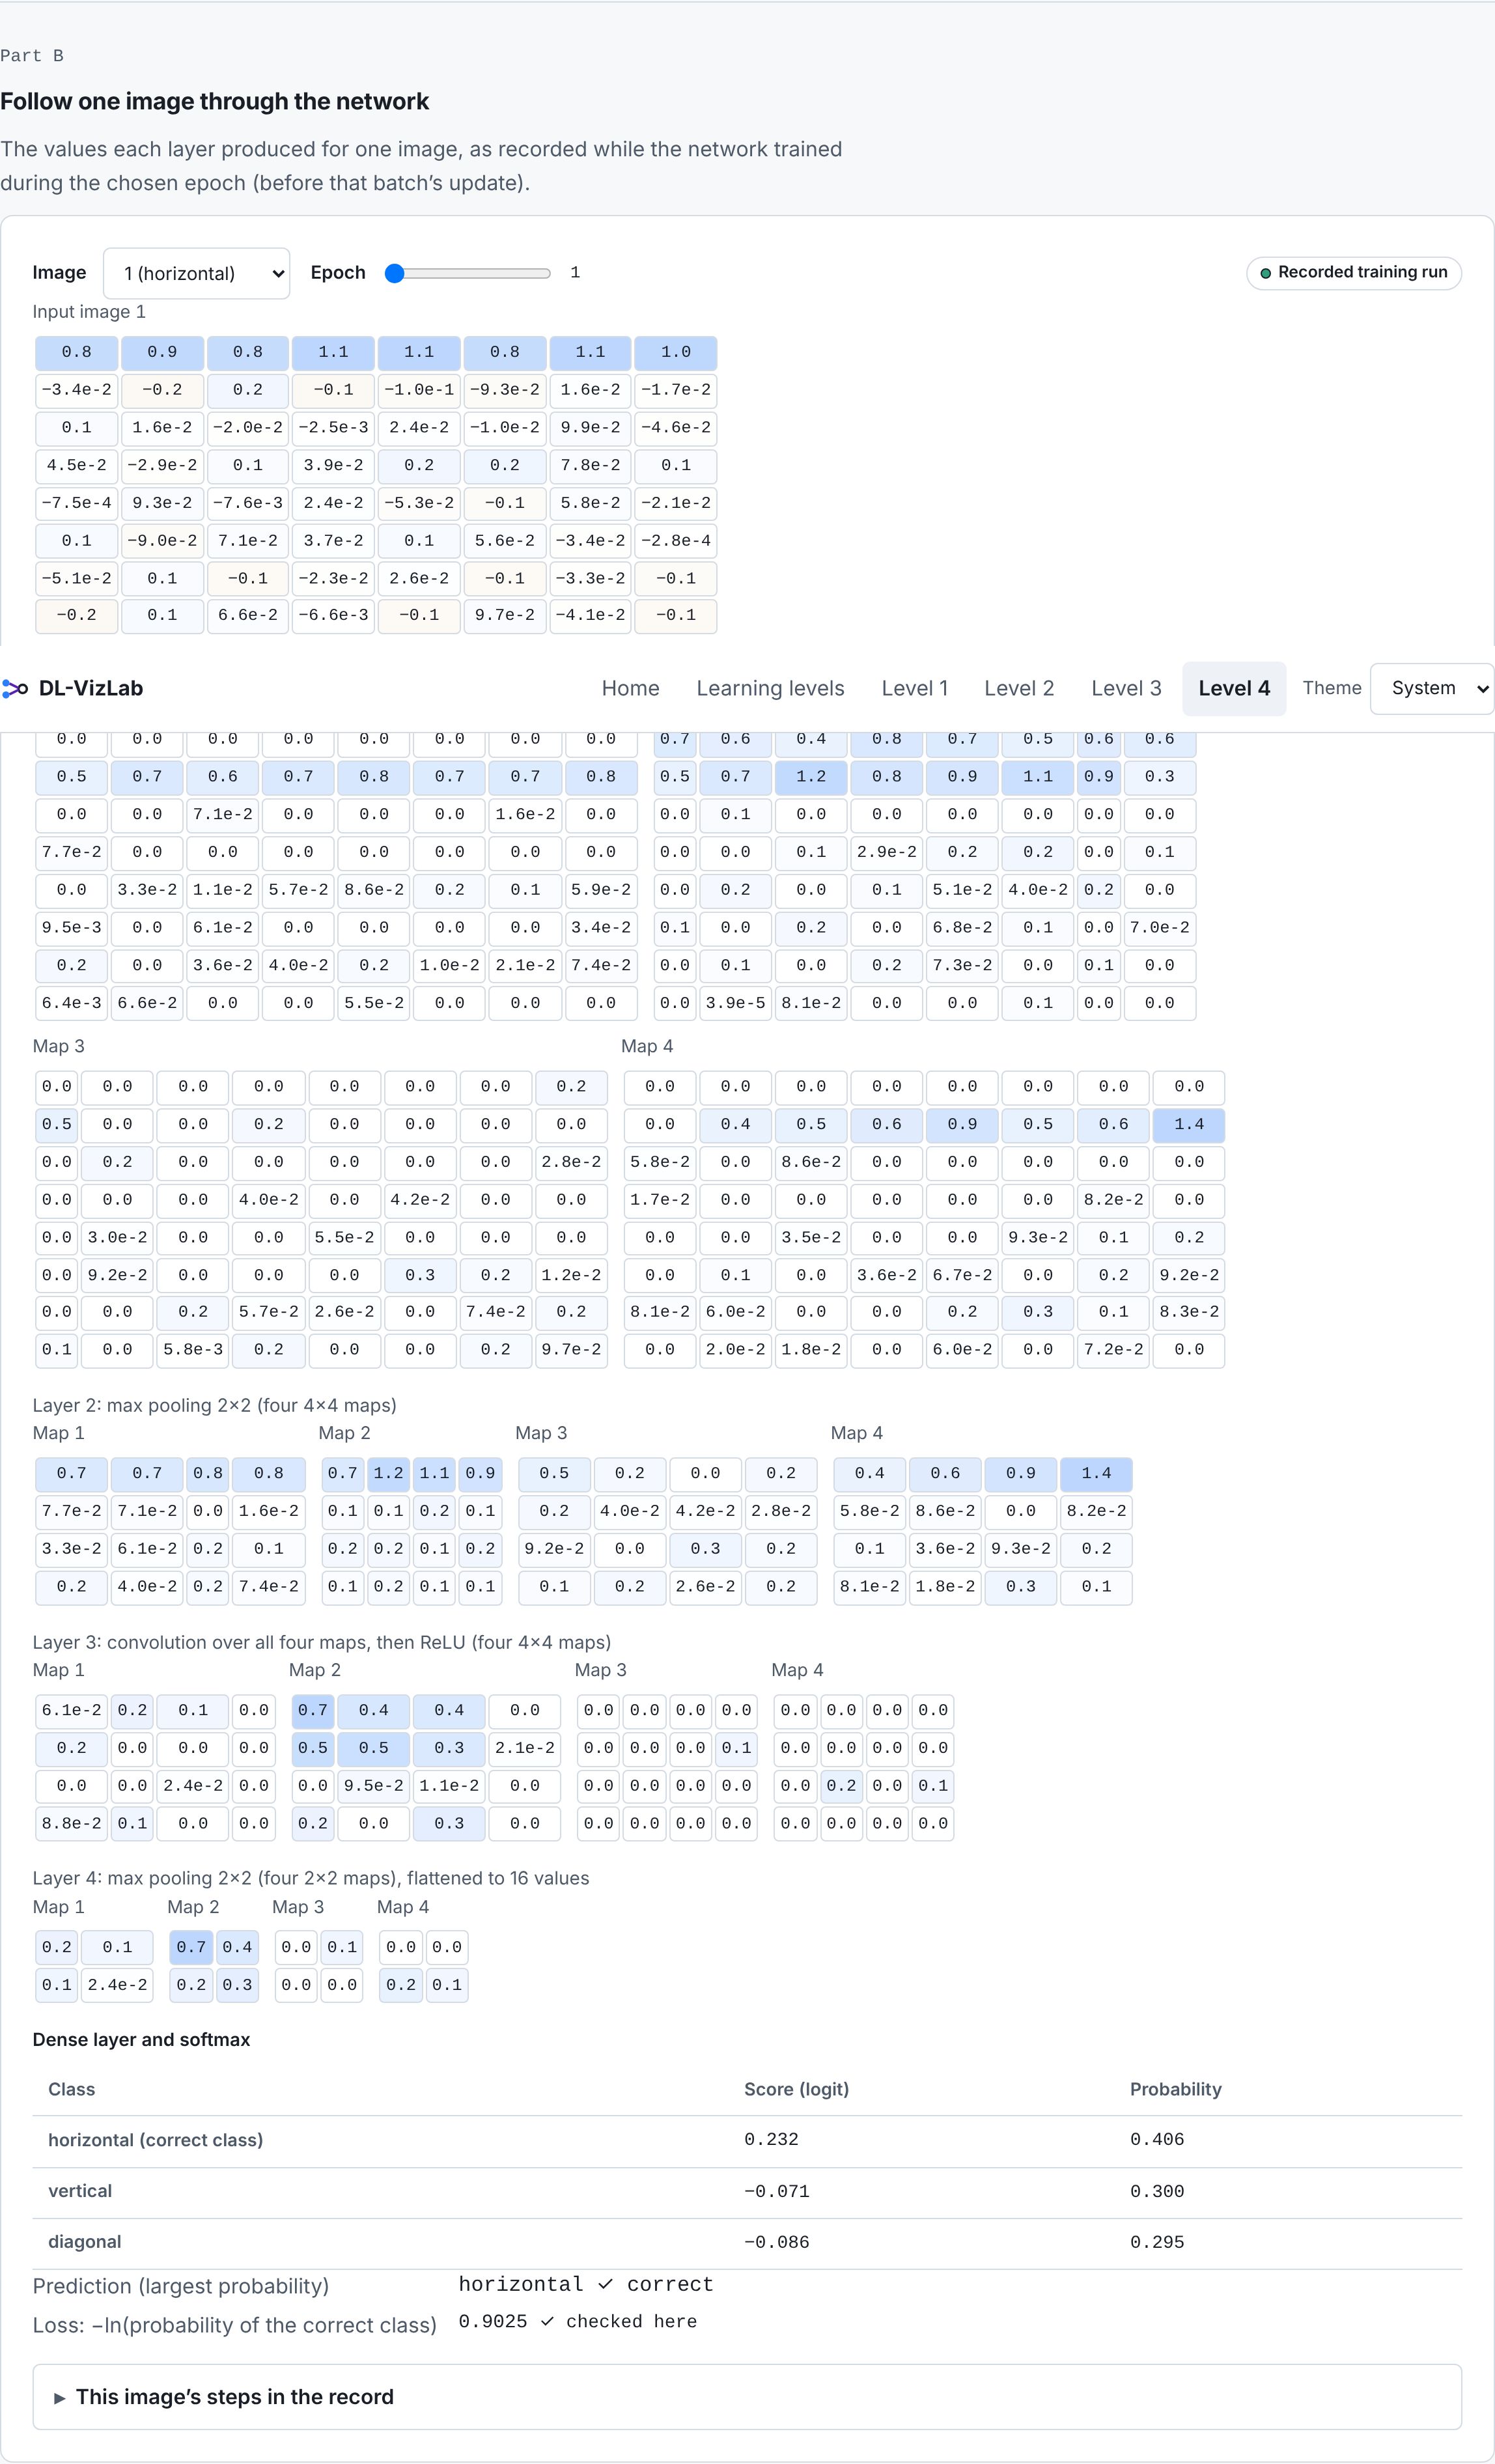 Part B
Follow one image through the network
The values each layer produced for one image, as recorded while the network trained
during the chosen epoch (before that batch’s update).
Image 1 (horizontal) Epoch 1 Recorded training run
Input image 1
0.8 0.9 0.8 1.1 1.1 0.8 1.1 1.0
−3.4e-2 −0.2 0.2 −0.1 −1.0e-1 −9.3e-2 1.6e-2 −1.7e-2
0.1 1.6e-2 −2.0e-2 −2.5e-3 2.4e-2 −1.0e-2 9.9e-2 −4.6e-2
4.5e-2 −2.9e-2 0.1 3.9e-2 0.2 0.2 7.8e-2 0.1
−7.5e-4 9.3e-2 −7.6e-3 2.4e-2 −5.3e-2 −0.1 5.8e-2 −2.1e-2
0.1 −9.0e-2 7.1e-2 3.7e-2 0.1 5.6e-2 −3.4e-2 −2.8e-4
−5.1e-2 0.1 −0.1 −2.3e-2 2.6e-2 −0.1 −3.3e-2 −0.1
−0.2 0.1 6.6e-2 −6.6e-3 −0.1 9.7e-2 −4.1e-2 −0.1
DL-VizLab Home Learning levels Level 1 Level 2 Level 3 Level 4 Theme System
0.0 0.0 0.0 0.0 0.0 0.0 0.0 0.0 0.7 0.6 0.4 0.8 0.7 0.5 0.6 0.6
0.5 0.7 0.6 0.7 0.8 0.7 0.7 0.8 0.5 0.7 1.2 0.8 0.9 1.1 0.9 0.3
0.0 0.0 7.1e-2 0.0 0.0 0.0 1.6e-2 0.0 0.0 0.1 0.0 0.0 0.0 0.0 0.0 0.0
7.7e-2 0.0 0.0 0.0 0.0 0.0 0.0 0.0 0.0 0.0 0.1 2.9e-2 0.2 0.2 0.0 0.1
0.0 3.3e-2 1.1e-2 5.7e-2 8.6e-2 0.2 0.1 5.9e-2 0.0 0.2 0.0 0.1 5.1e-2 4.0e-2 0.2 0.0
9.5e-3 0.0 6.1e-2 0.0 0.0 0.0 0.0 3.4e-2 0.1 0.0 0.2 0.0 6.8e-2 0.1 0.0 7.0e-2
0.2 0.0 3.6e-2 4.0e-2 0.2 1.0e-2 2.1e-2 7.4e-2 0.0 0.1 0.0 0.2 7.3e-2 0.0 0.1 0.0
6.4e-3 6.6e-2 0.0 0.0 5.5e-2 0.0 0.0 0.0 0.0 3.9e-5 8.1e-2 0.0 0.0 0.1 0.0 0.0
Map 3 Map 4
0.0 0.0 0.0 0.0 0.0 0.0 0.0 0.2 0.0 0.0 0.0 0.0 0.0 0.0 0.0 0.0
0.5 0.0 0.0 0.2 0.0 0.0 0.0 0.0 0.0 0.4 0.5 0.6 0.9 0.5 0.6 1.4
0.0 0.2 0.0 0.0 0.0 0.0 0.0 2.8e-2 5.8e-2 0.0 8.6e-2 0.0 0.0 0.0 0.0 0.0
0.0 0.0 0.0 4.0e-2 0.0 4.2e-2 0.0 0.0 1.7e-2 0.0 0.0 0.0 0.0 0.0 8.2e-2 0.0
0.0 3.0e-2 0.0 0.0 5.5e-2 0.0 0.0 0.0 0.0 0.0 3.5e-2 0.0 0.0 9.3e-2 0.1 0.2
0.0 9.2e-2 0.0 0.0 0.0 0.3 0.2 1.2e-2 0.0 0.1 0.0 3.6e-2 6.7e-2 0.0 0.2 9.2e-2
0.0 0.0 0.2 5.7e-2 2.6e-2 0.0 7.4e-2 0.2 8.1e-2 6.0e-2 0.0 0.0 0.2 0.3 0.1 8.3e-2
0.1 0.0 5.8e-3 0.2 0.0 0.0 0.2 9.7e-2 0.0 2.0e-2 1.8e-2 0.0 6.0e-2 0.0 7.2e-2 0.0
Layer 2: max pooling 2×2 (four 4×4 maps)
Map 1 Map 2 Map 3 Map 4
0.7 0.7 0.8 0.8 0.7 1.2 1.1 0.9 0.5 0.2 0.0 0.2 0.4 0.6 0.9 1.4
7.7e-2 7.1e-2 0.0 1.6e-2 0.1 0.1 0.2 0.1 0.2 4.0e-2 4.2e-2 2.8e-2 5.8e-2 8.6e-2 0.0 8.2e-2
3.3e-2 6.1e-2 0.2 0.1 0.2 0.2 0.1 0.2 9.2e-2 0.0 0.3 0.2 0.1 3.6e-2 9.3e-2 0.2
0.2 4.0e-2 0.2 7.4e-2 0.1 0.2 0.1 0.1 0.1 0.2 2.6e-2 0.2 8.1e-2 1.8e-2 0.3 0.1
Layer 3: convolution over all four maps, then ReLU (four 4×4 maps)
Map 1 Map 2 Map 3 Map 4
6.1e-2 0.2 0.1 0.0 0.7 0.4 0.4 0.0 0.0 0.0 0.0 0.0 0.0 0.0 0.0 0.0
0.2 0.0 0.0 0.0 0.5 0.5 0.3 2.1e-2 0.0 0.0 0.0 0.1 0.0 0.0 0.0 0.0
0.0 0.0 2.4e-2 0.0 0.0 9.5e-2 1.1e-2 0.0 0.0 0.0 0.0 0.0 0.0 0.2 0.0 0.1
8.8e-2 0.1 0.0 0.0 0.2 0.0 0.3 0.0 0.0 0.0 0.0 0.0 0.0 0.0 0.0 0.0
Layer 4: max pooling 2×2 (four 2×2 maps), flattened to 16 values
Map 1 Map 2 Map 3 Map 4
0.2 0.1 0.7 0.4 0.0 0.1 0.0 0.0
0.1 2.4e-2 0.2 0.3 0.0 0.0 0.2 0.1
Dense layer and softmax
Class Score (logit) Probability
horizontal (correct class) 0.232 0.406
vertical −0.071 0.300
diagonal −0.086 0.295
Prediction (largest probability) horizontal ✓ correct
Loss: −ln(probability of the correct class) 0.9025 ✓ checked here
▸ This image’s steps in the record